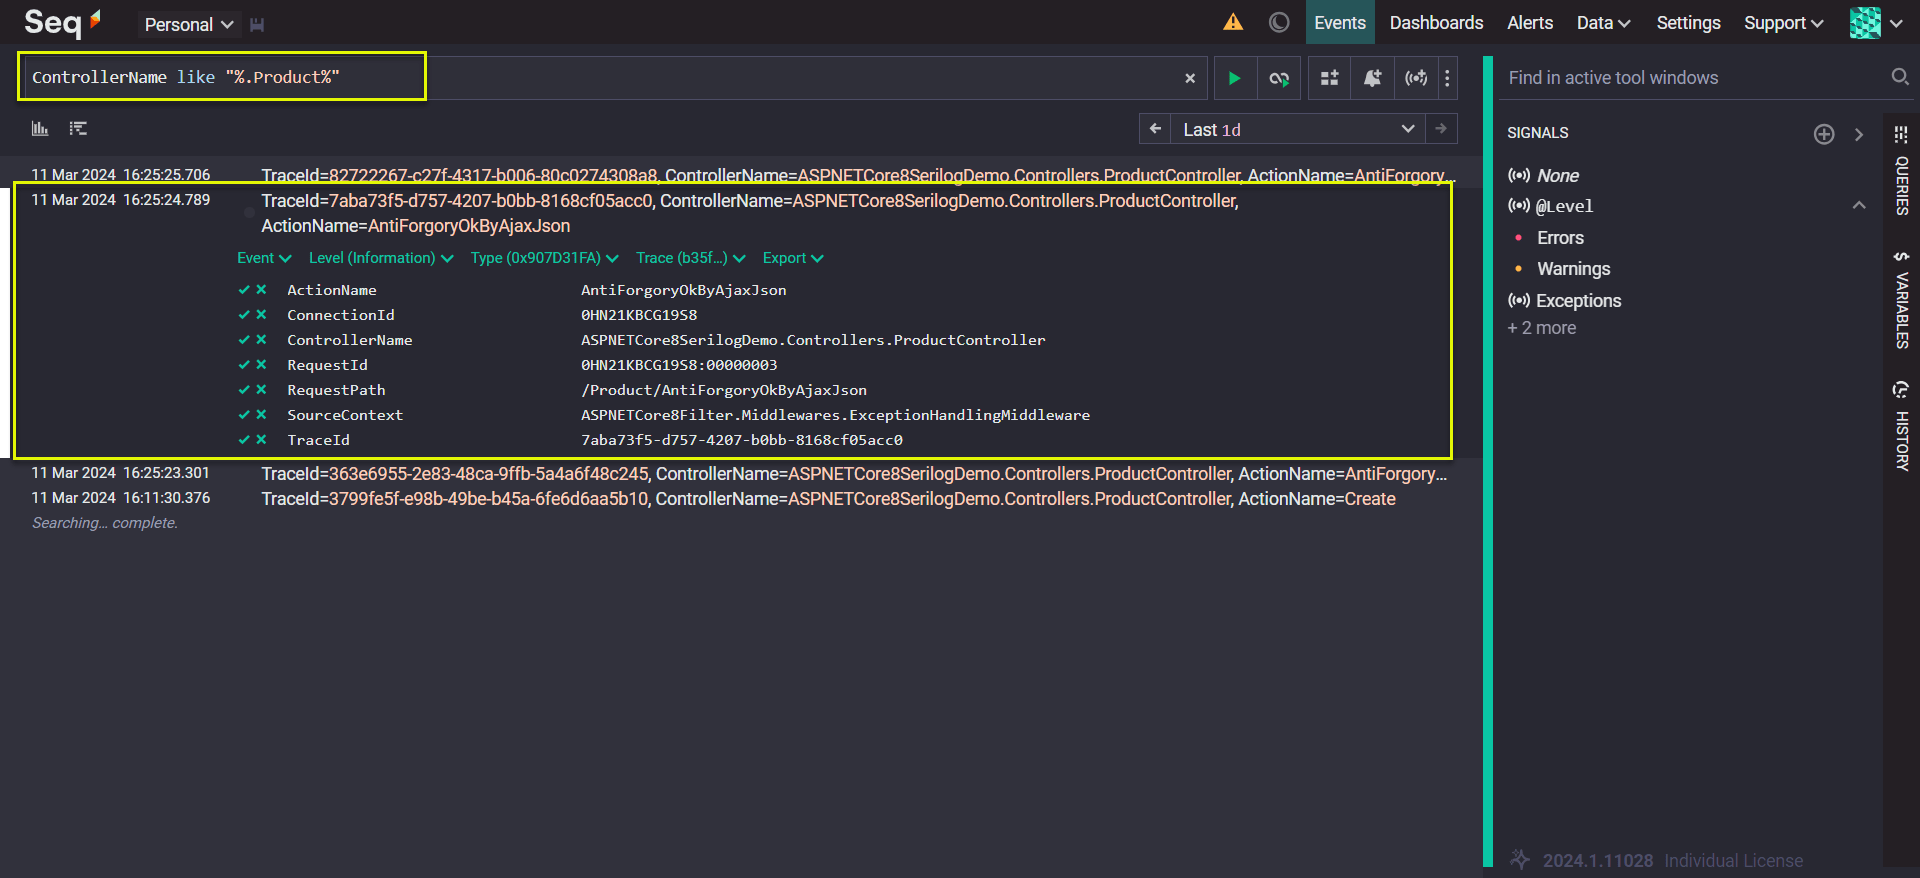 Seq
Personal
Events
Dashboards
Alerts
Data
Settings
Support
ControllerName like "%.Product%"
Find in active tool windows
Last 1d
SIGNALS
None
@Level
Errors
Warnings
Exceptions
+ 2 more
QUERIES
$ VARIABLES
HISTORY
11 Mar 2024 16:25:25.706 TraceId=82722267-c27f-4317-b006-80c0274308a8, ControllerName=ASPNETCore8SerilogDemo.Controllers.ProductController, ActionName=AntiForgory...
11 Mar 2024 16:25:24.789 TraceId=7aba73f5-d757-4207-b0bb-8168cf05acc0, ControllerName=ASPNETCore8SerilogDemo.Controllers.ProductController,
ActionName=AntiForgoryOkByAjaxJson
Event Level (Information) Type (0x907D31FA) Trace (b35f...) Export
ActionName AntiForgoryOkByAjaxJson
ConnectionId 0HN21KBCG19S8
ControllerName ASPNETCore8SerilogDemo.Controllers.ProductController
RequestId 0HN21KBCG19S8:00000003
RequestPath /Product/AntiForgoryOkByAjaxJson
SourceContext ASPNETCore8Filter.Middlewares.ExceptionHandlingMiddleware
TraceId 7aba73f5-d757-4207-b0bb-8168cf05acc0
11 Mar 2024 16:25:23.301 TraceId=363e6955-2e83-48ca-9ffb-5a4a6f48c245, ControllerName=ASPNETCore8SerilogDemo.Controllers.ProductController, ActionName=AntiForgory...
11 Mar 2024 16:11:30.376 TraceId=3799fe5f-e98b-49be-b45a-6fe6d6aa5b10, ControllerName=ASPNETCore8SerilogDemo.Controllers.ProductController, ActionName=Create
Searching... complete.
2024.1.11028 Individual License